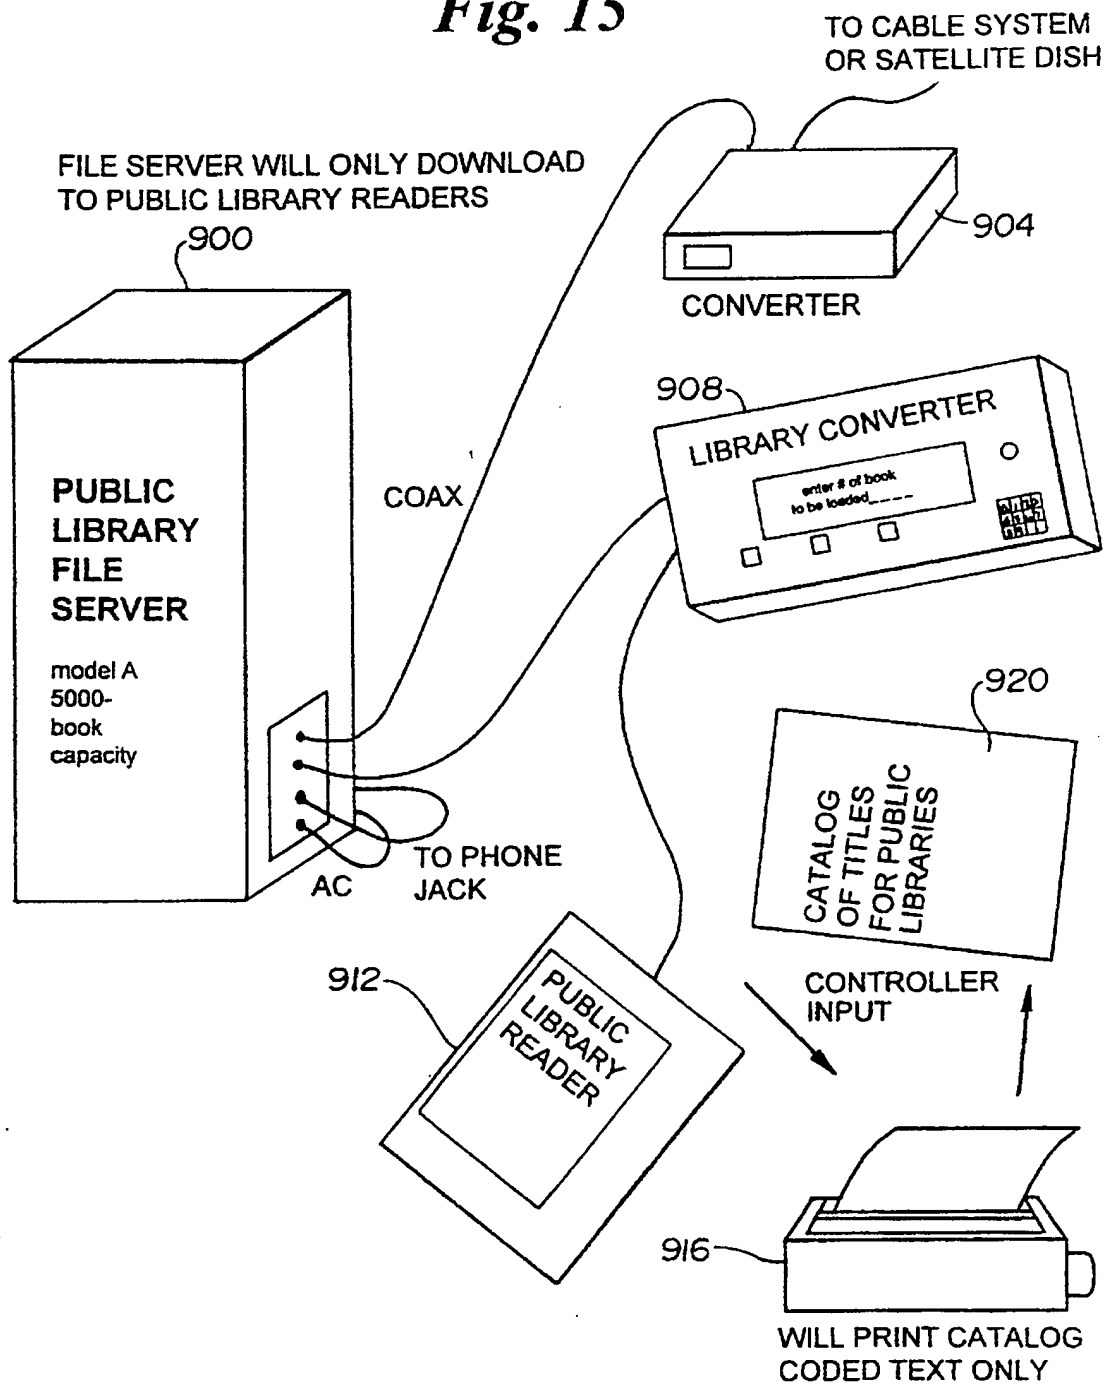 Fig. 15
TO CABLE SYSTEM
OR SATELLITE DISH
FILE SERVER WILL ONLY DOWNLOAD
TO PUBLIC LIBRARY READERS
900
904
CONVERTER
908
LIBRARY CONVERTER
enter # of book
to be loaded____
COAX
PUBLIC
LIBRARY
FILE
SERVER
model A
5000-
book
capacity
AC
TO PHONE
JACK
920
CATALOG
OF TITLES
FOR PUBLIC
LIBRARIES
CONTROLLER
INPUT
912
PUBLIC
LIBRARY
READER
916
WILL PRINT CATALOG
CODED TEXT ONLY